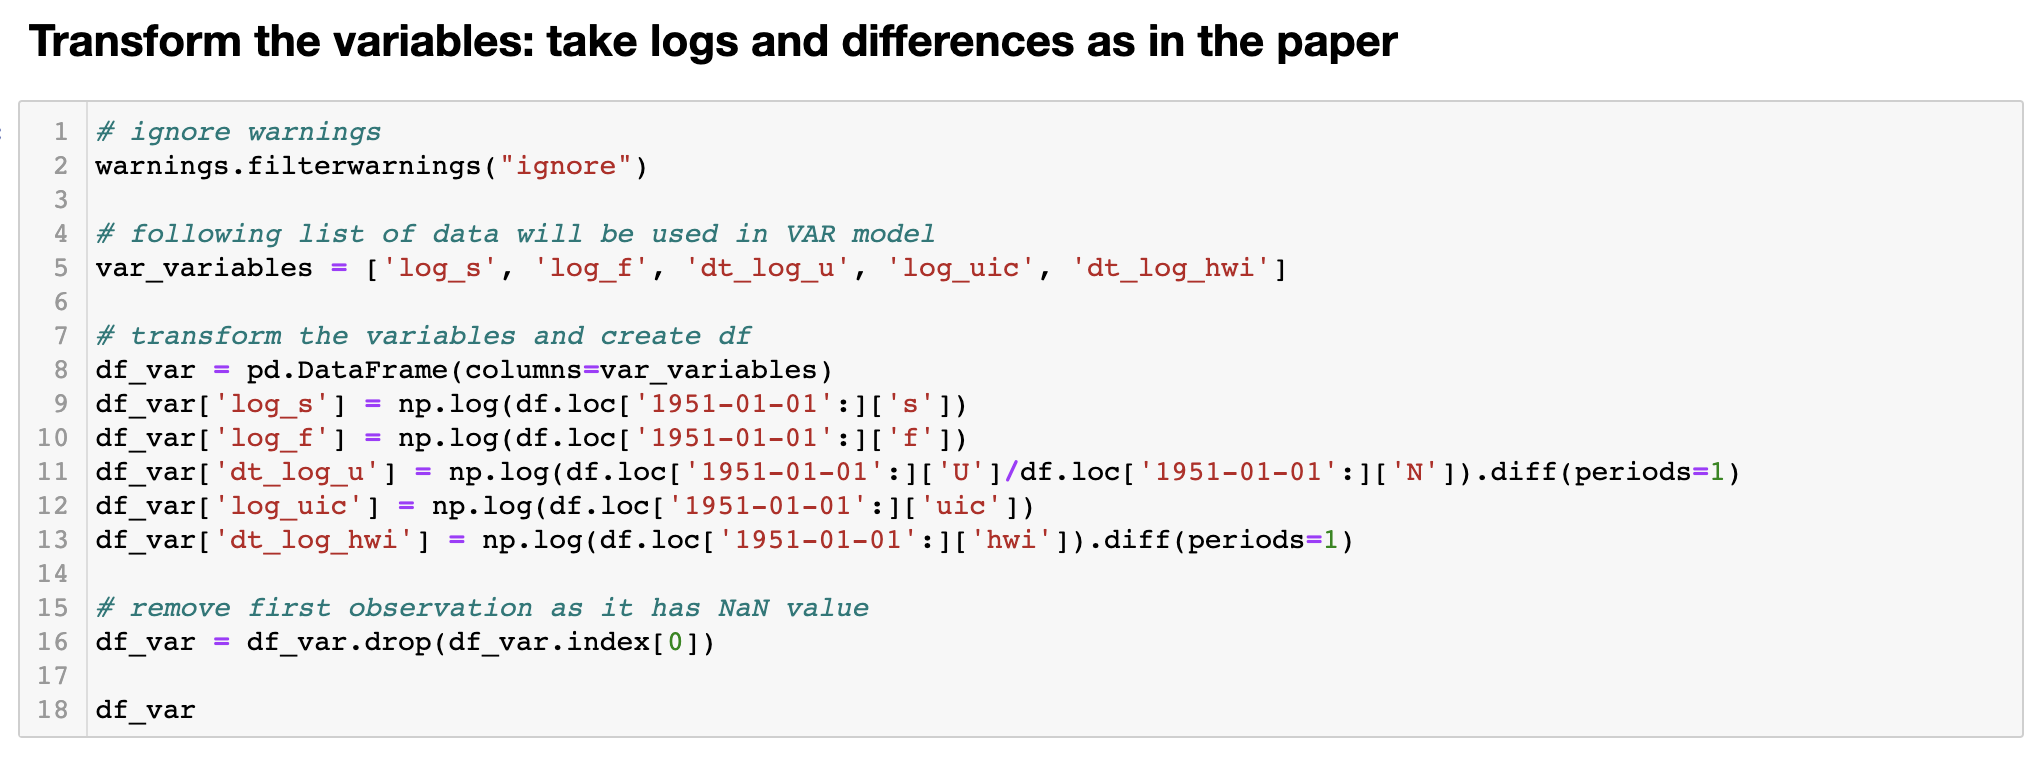 Transform the variables: take logs and differences as in the paper
1 # ignore warnings
2 warnings.filterwarnings("ignore")
3
4 # following list of data will be used in VAR model
5 var_variables = ['log_s', 'log_f', 'dt_log_u', 'log_uic', 'dt_log_hwi']
6
7 # transform the variables and create df
8 df_var = pd.DataFrame(columns=var_variables)
9 df_var['log_s'] = np.log(df.loc['1951-01-01':]['s'])
10 df_var['log_f'] = np.log(df.loc['1951-01-01':]['f'])
11 df_var['dt_log_u'] = np.log(df.loc['1951-01-01':]['U']/df.loc['1951-01-01':]['N']).diff(periods=1)
12 df_var['log_uic'] = np.log(df.loc['1951-01-01':]['uic'])
13 df_var['dt_log_hwi'] = np.log(df.loc['1951-01-01':]['hwi']).diff(periods=1)
14
15 # remove first observation as it has NaN value
16 df_var = df_var.drop(df_var.index[0])
17
18 df_var